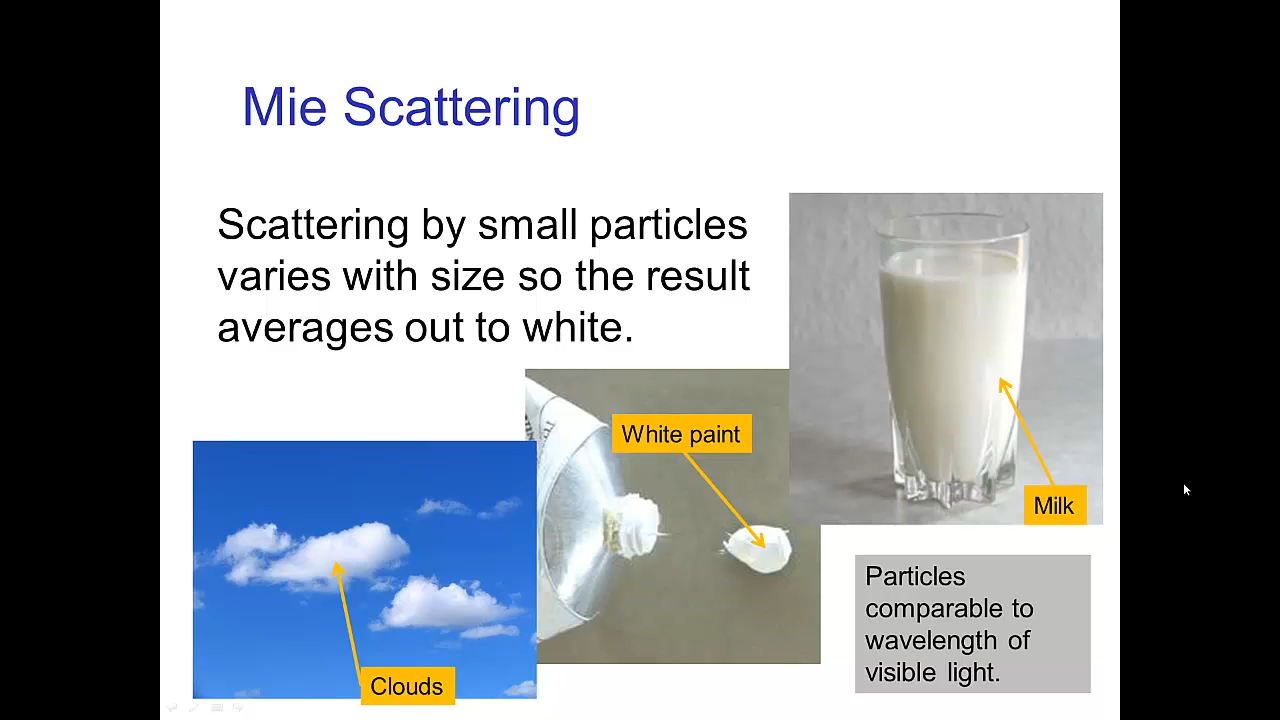 Mie Scattering
Scattering by small particles
varies with size so the result
averages out to white.
White paint
Milk
Clouds
Particles
comparable to
wavelength of
visible light.